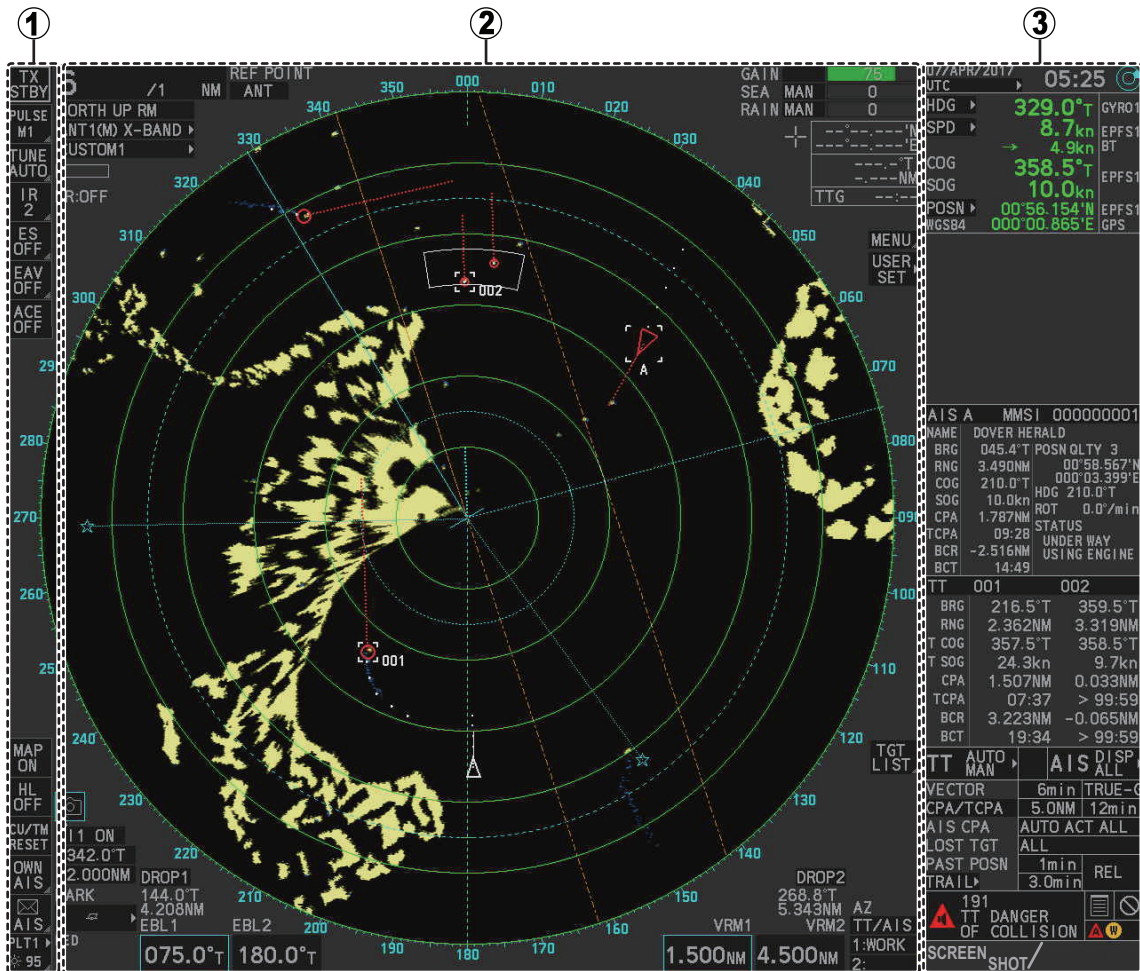 1 2 3
TX
STBY
PULSE
M1
TUNE
AUTO
IR
2
ES
OFF
EAV
OFF
ACE
OFF
MAP
ON
HL
OFF
CU/TM
RESET
OWN
AIS
AIS
PLT1
95
6 /1 NM
REF POINT
ANT
ORTH UP RM
NT1(M) X-BAND
USTOM1
R:OFF
GAIN 75
SEA MAN 0
RAIN MAN 0
--°--.---'N
---°--.---'E
---.-°T
--.---NM
TTG --:--
MENU
USER
SET
000
010
020
030
040
050
060
070
080
090
100
110
120
130
140
150
160
170
180
190
200
210
220
230
240
25
260
270
280
29
300
310
320
330
340
350
002
A
001
TGT
LIST
I1 ON
342.0°T
2.000NM
ARK
DROP1
144.0°T
4.208NM
EBL1 EBL2
075.0°T 180.0°T
DROP2
268.8°T
5.343NM
VRM1 VRM2
1.500NM 4.500NM
AZ
TT/AIS
1:WORK
2:
07/APR/2017
UTC 05:25
HDG 329.0°T GYRO1
SPD 8.7kn EPFS1
→ 4.9kn BT
COG 358.5°T EPFS1
SOG 10.0kn
POSN 00°56.154'N EPFS1
WGS84 000°00.865'E GPS
AIS A MMSI 000000001
NAME DOVER HERALD
BRG 045.4°T POSN QLTY 3
RNG 3.490NM 00°58.567'N
000°03.399'E
COG 210.0°T HDG 210.0°T
SOG 10.0kn ROT 0.0°/min
CPA 1.787NM STATUS
TCPA 09:28 UNDER WAY
BCR -2.516NM USING ENGINE
BCT 14:49
TT 001 002
BRG 216.5°T 359.5°T
RNG 2.362NM 3.319NM
T COG 357.5°T 358.5°T
T SOG 24.3kn 9.7kn
CPA 1.507NM 0.033NM
TCPA 07:37 > 99:59
BCR 3.223NM -0.065NM
BCT 19:34 > 99:59
TT AUTO MAN AIS DISP ALL
VECTOR 6min TRUE-G
CPA/TCPA 5.0NM 12min
AIS CPA AUTO ACT ALL
LOST TGT ALL
PAST POSN 1min REL
TRAIL 3.0min
191
TT DANGER
OF COLLISION
A W
SCREEN SHOT/